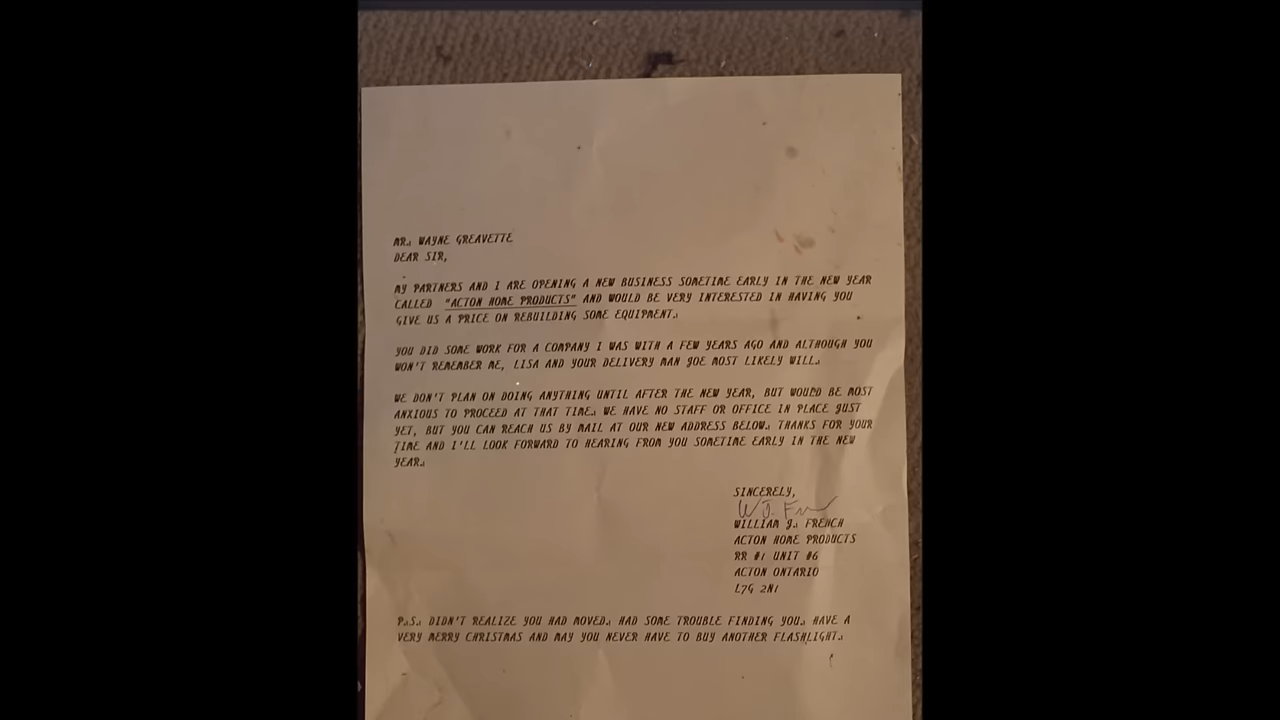 MR. WAYNE GREAVETTE
DEAR SIR,
MY PARTNERS AND I ARE OPENING A NEW BUSINESS SOMETIME EARLY IN THE NEW YEAR
CALLED "ACTON HOME PRODUCTS" AND WOULD BE VERY INTERESTED IN HAVING YOU
GIVE US A PRICE ON REBUILDING SOME EQUIPMENT.
YOU DID SOME WORK FOR A COMPANY I WAS WITH A FEW YEARS AGO AND ALTHOUGH YOU
WON'T REMEMBER ME, LISA AND YOUR DELIVERY MAN JOE MOST LIKELY WILL.
WE DON'T PLAN ON DOING ANYTHING UNTIL AFTER THE NEW YEAR, BUT WOULD BE MOST
ANXIOUS TO PROCEED AT THAT TIME. WE HAVE NO STAFF OR OFFICE IN PLACE JUST
YET, BUT YOU CAN REACH US BY MAIL AT OUR NEW ADDRESS BELOW. THANKS FOR YOUR
TIME AND I'LL LOOK FORWARD TO HEARING FROM YOU SOMETIME EARLY IN THE NEW
YEAR.
SINCERELY,
W.J. Fr
WILLIAM J. FRENCH
ACTON HOME PRODUCTS
RR #1 UNIT #6
ACTON ONTARIO
L7G 2N1
P.S. DIDN'T REALIZE YOU HAD MOVED. HAD SOME TROUBLE FINDING YOU. HAVE A
VERY MERRY CHRISTMAS AND MAY YOU NEVER HAVE TO BUY ANOTHER FLASHLIGHT.